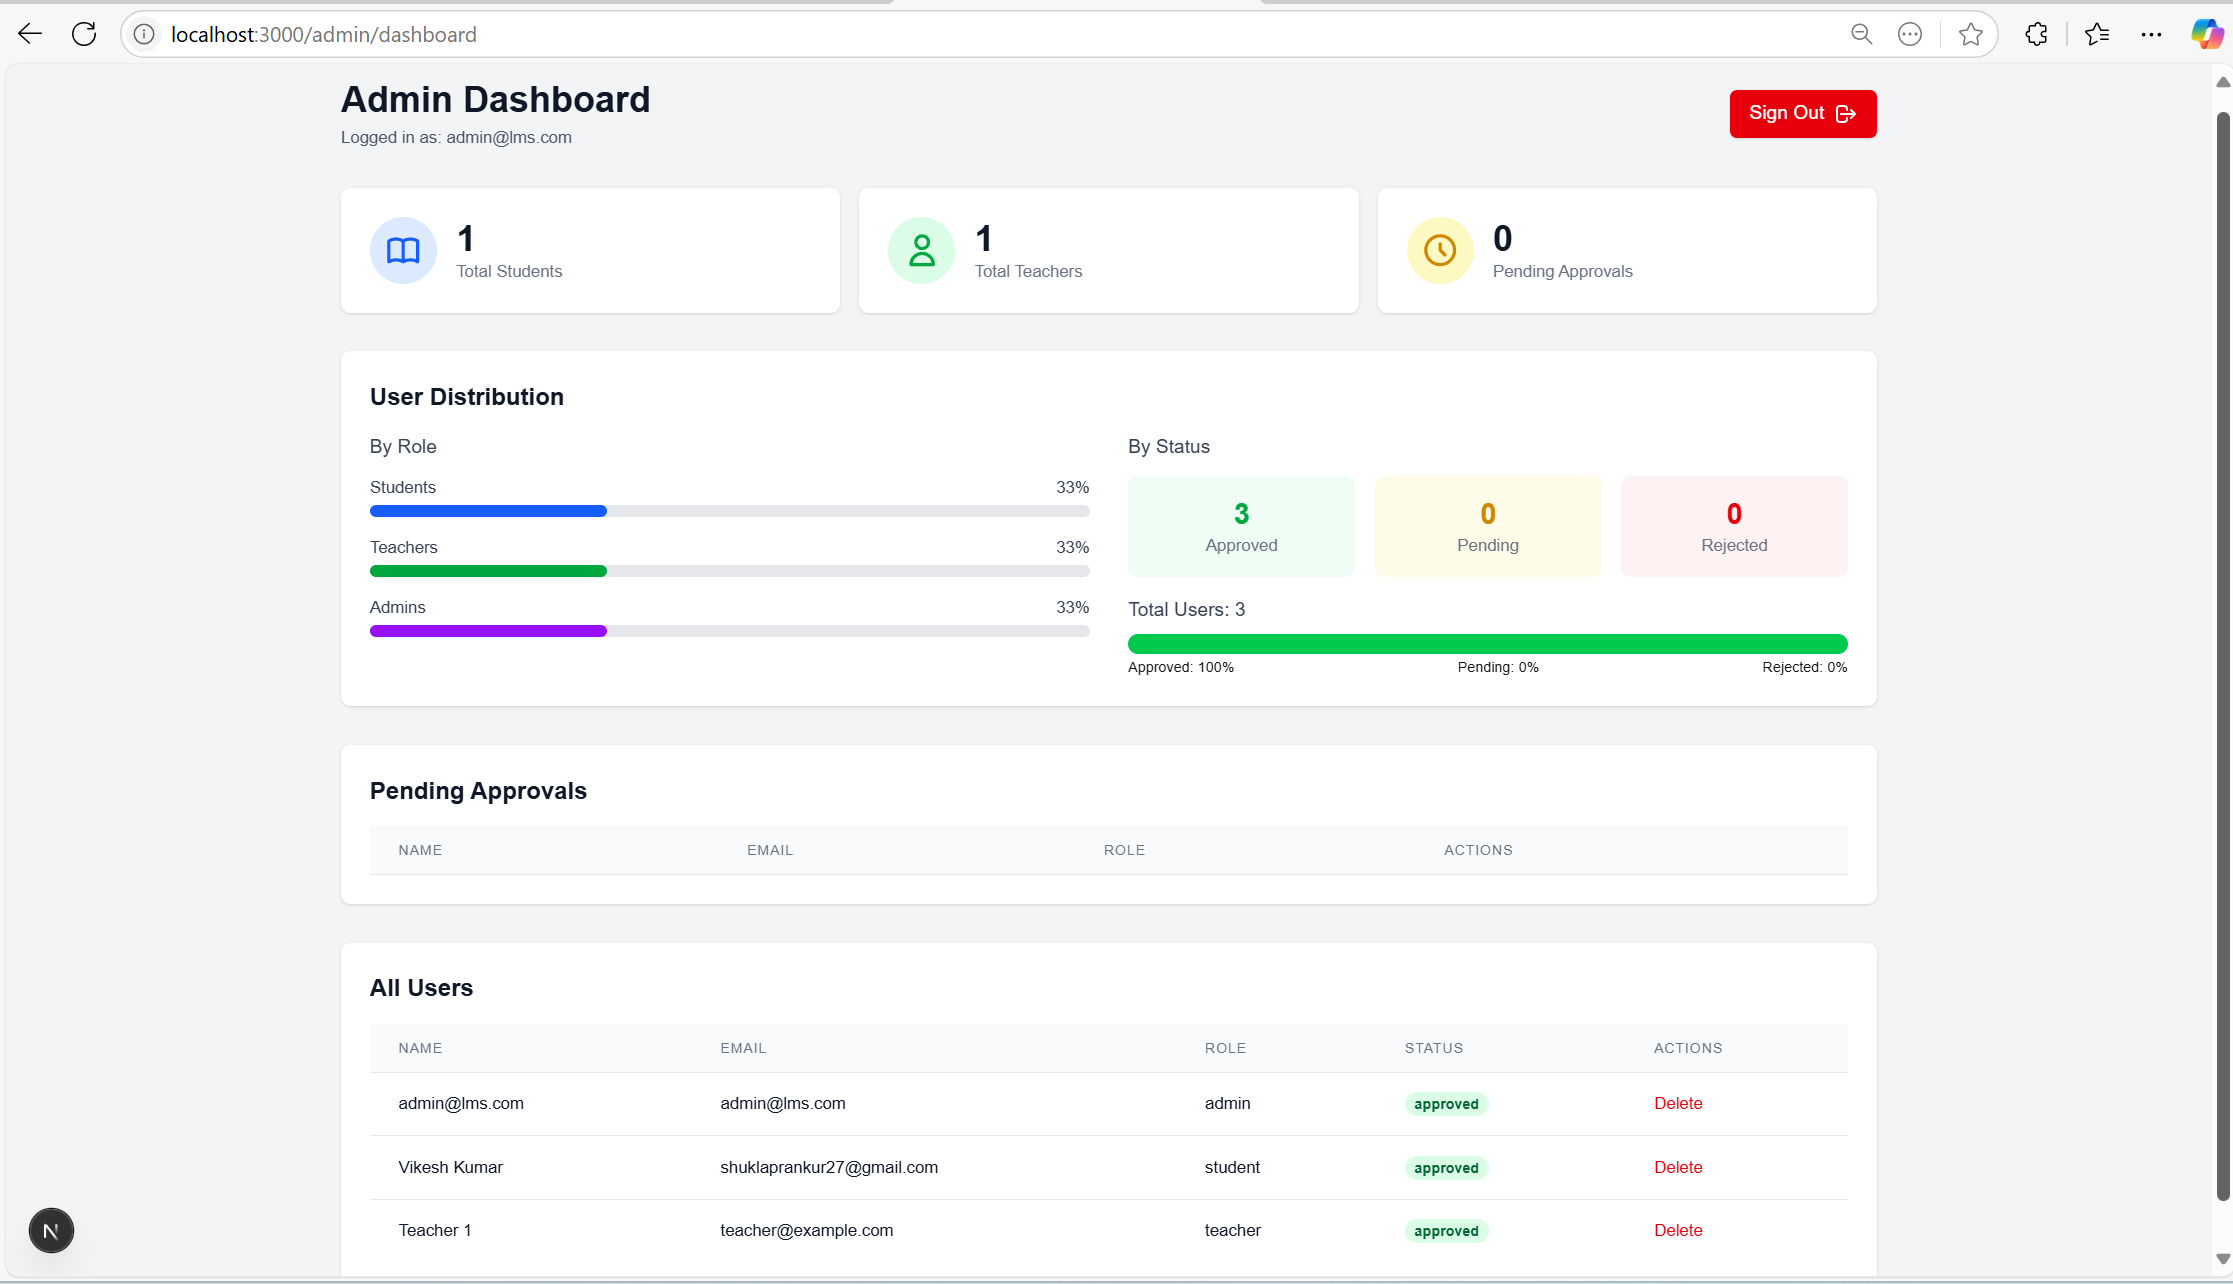 localhost:3000/admin/dashboard
Admin Dashboard
Logged in as: admin@lms.com
Sign Out
1
Total Students
1
Total Teachers
0
Pending Approvals
User Distribution
By Role
Students 33%
Teachers 33%
Admins 33%
By Status
3
Approved
0
Pending
0
Rejected
Total Users: 3
Approved: 100% Pending: 0% Rejected: 0%
Pending Approvals
NAME EMAIL ROLE ACTIONS
All Users
NAME EMAIL ROLE STATUS ACTIONS
admin@lms.com admin@lms.com admin approved Delete
Vikesh Kumar shuklaprankur27@gmail.com student approved Delete
Teacher 1 teacher@example.com teacher approved Delete
N